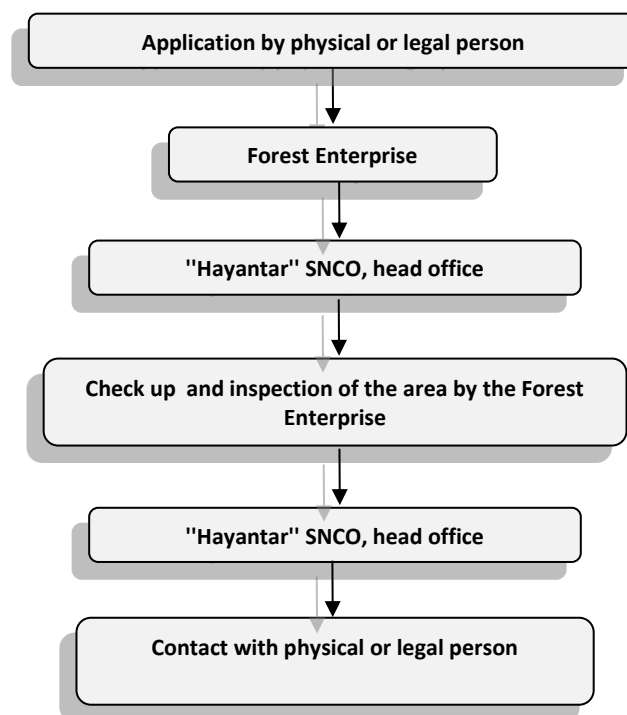 Application by physical or legal person
Forest Enterprise
"Hayantar" SNCO, head office
Check up and inspection of the area by the Forest
Enterprise
"Hayantar" SNCO, head office
Contact with physical or legal person